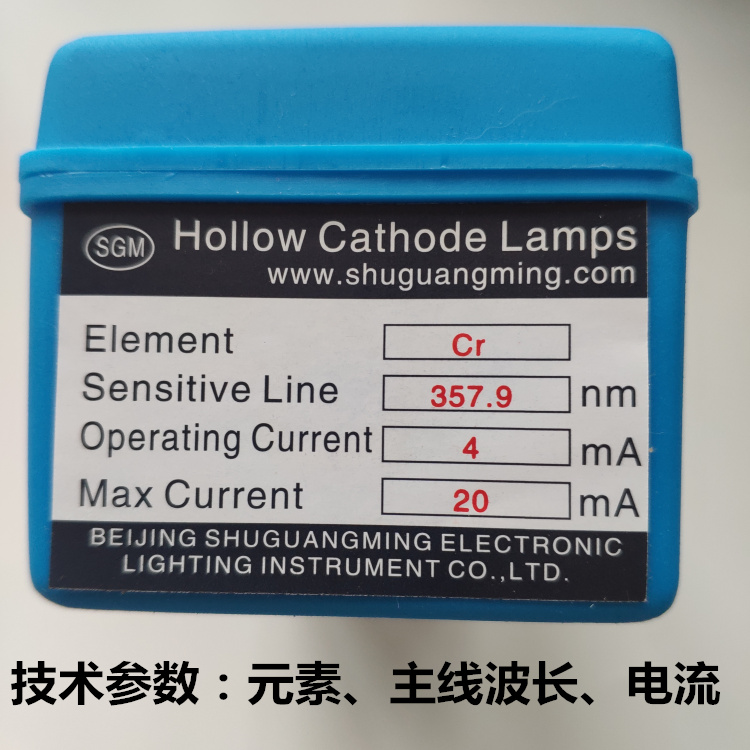 SGM Hollow Cathode Lamps
www.shuguangming.com
Element Cr
Sensitive Line 357.9 nm
Operating Current 4 mA
Max Current 20 mA
BEIJING SHUGUANGMING ELECTRONIC
LIGHTING INSTRUMENT CO.,LTD.
技术参数：元素、主线波长、电流